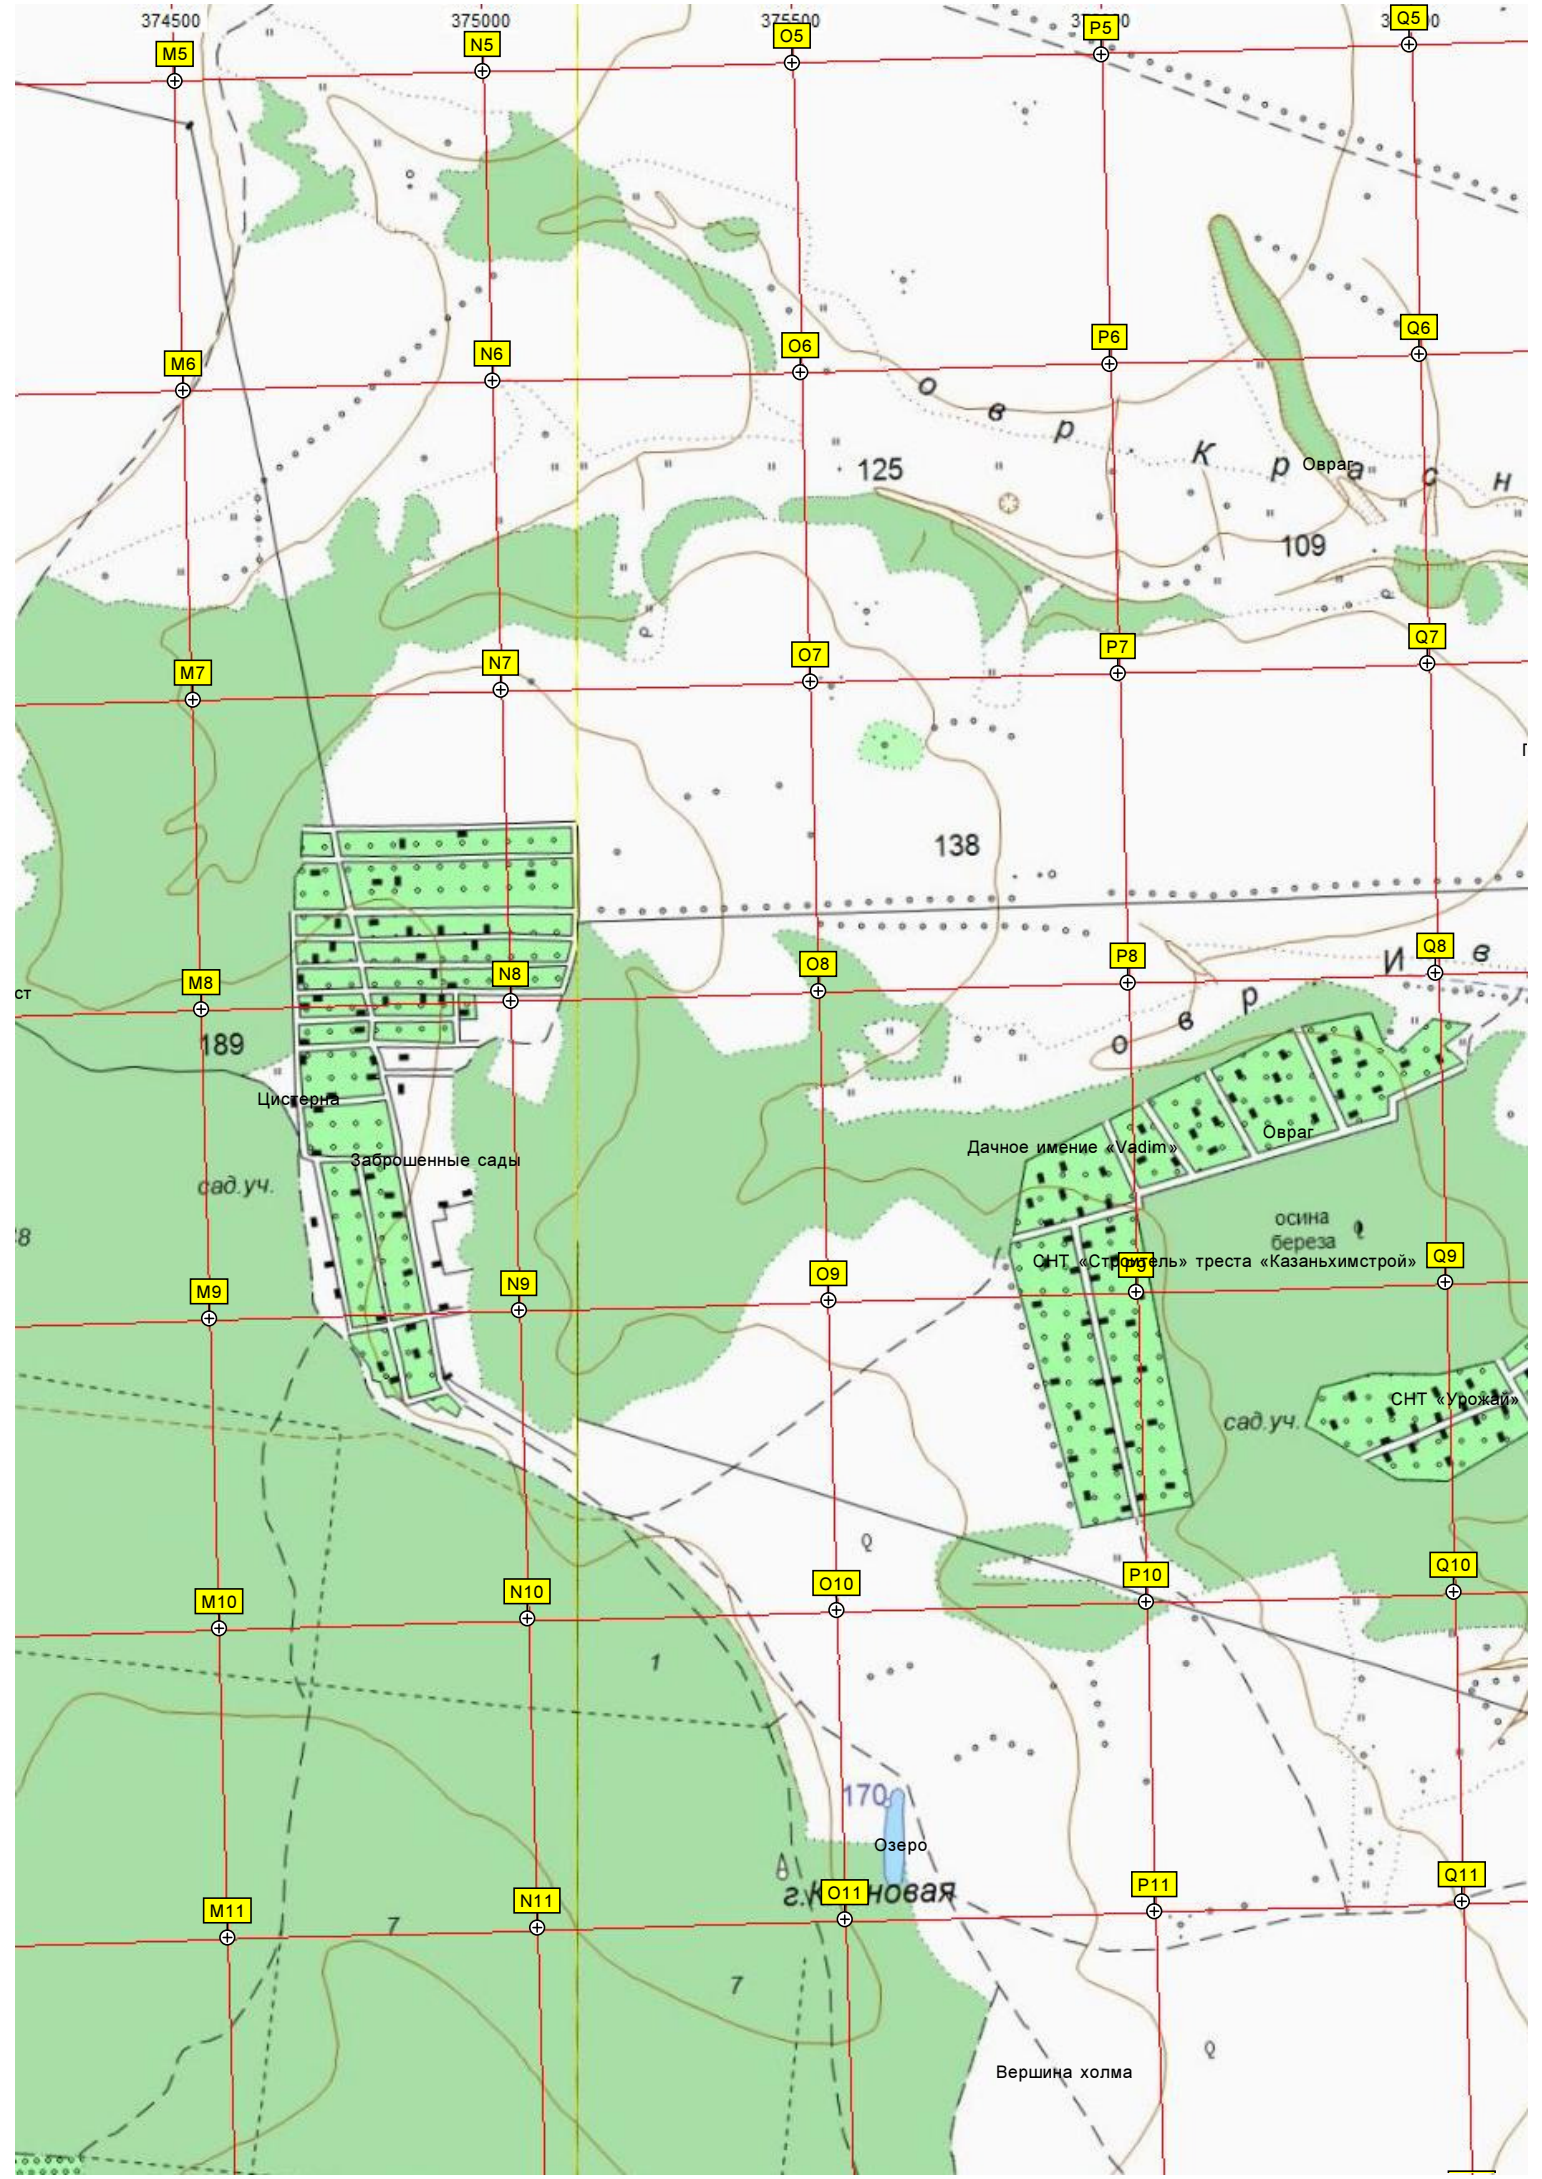 374500
375000
375500
Q5
P5
O5
N5
M5
Q6
P6
O6
N6
M6
о в р К р а с н
Овраг
125
109
Q7
P7
O7
N7
M7
138
И в
Q8
P8
O8
N8
M8
ст
о в р
189
Цистерна
Овраг
Дачное имение «Vadim»
Заброшенные сады
сад.уч.
осина
береза
СНТ «Строитель» треста «Казаньхимстрой»
Q9
P9
O9
N9
M9
СНТ «Урожай»
сад.уч.
Q10
P10
O10
N10
M10
1
170
Озеро
Q11
P11
O11
N11
M11
7
7
Вершина холма